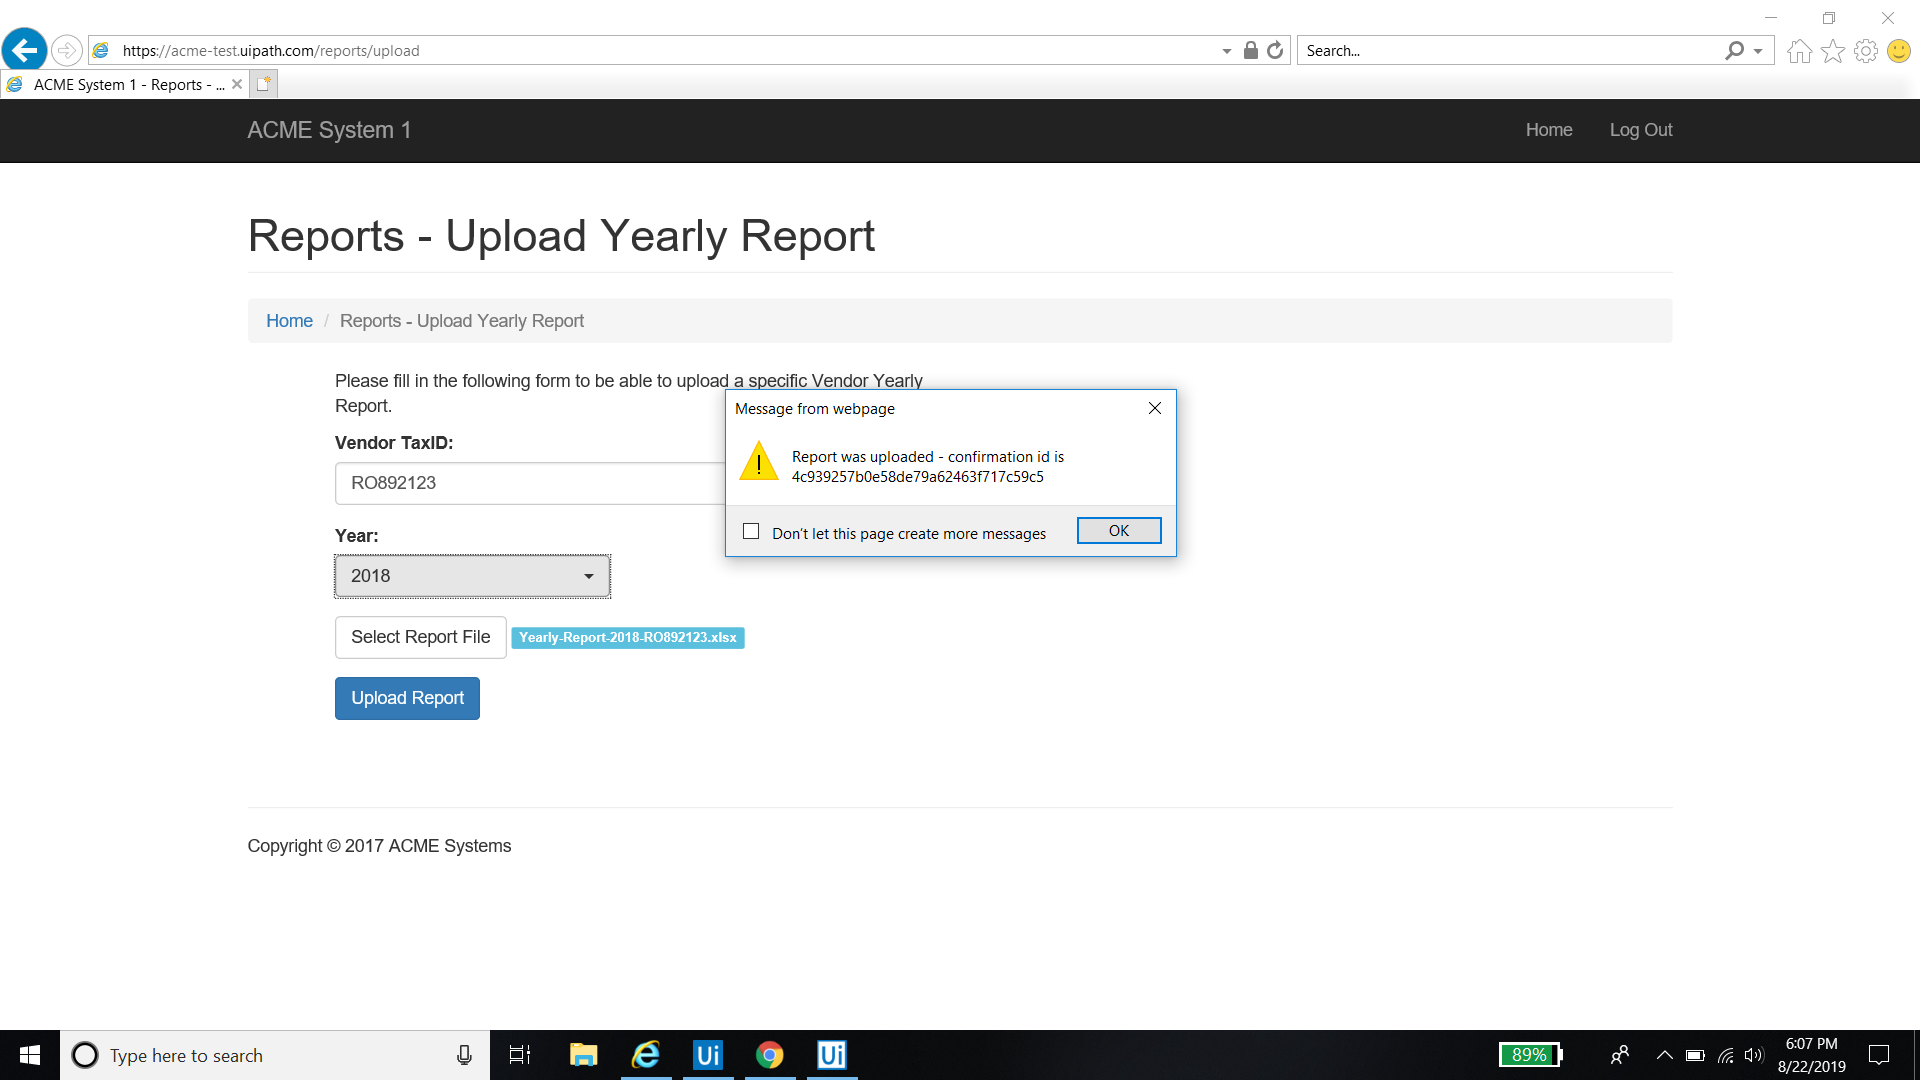 https://acme-test.uipath.com/reports/upload
Search...
ACME System 1 - Reports - ...
ACME System 1
Home
Log Out
Reports - Upload Yearly Report
Home / Reports - Upload Yearly Report
Please fill in the following form to be able to upload a specific Vendor Yearly
Report.
Message from webpage
Report was uploaded - confirmation id is
4c939257b0e58de79a62463f717c59c5
Don't let this page create more messages
OK
Vendor TaxID:
RO892123
Year:
2018
Select Report File
Yearly-Report-2018-RO892123.xlsx
Upload Report
Copyright © 2017 ACME Systems
Type here to search
Ui
Ui
89%
6:07 PM
8/22/2019